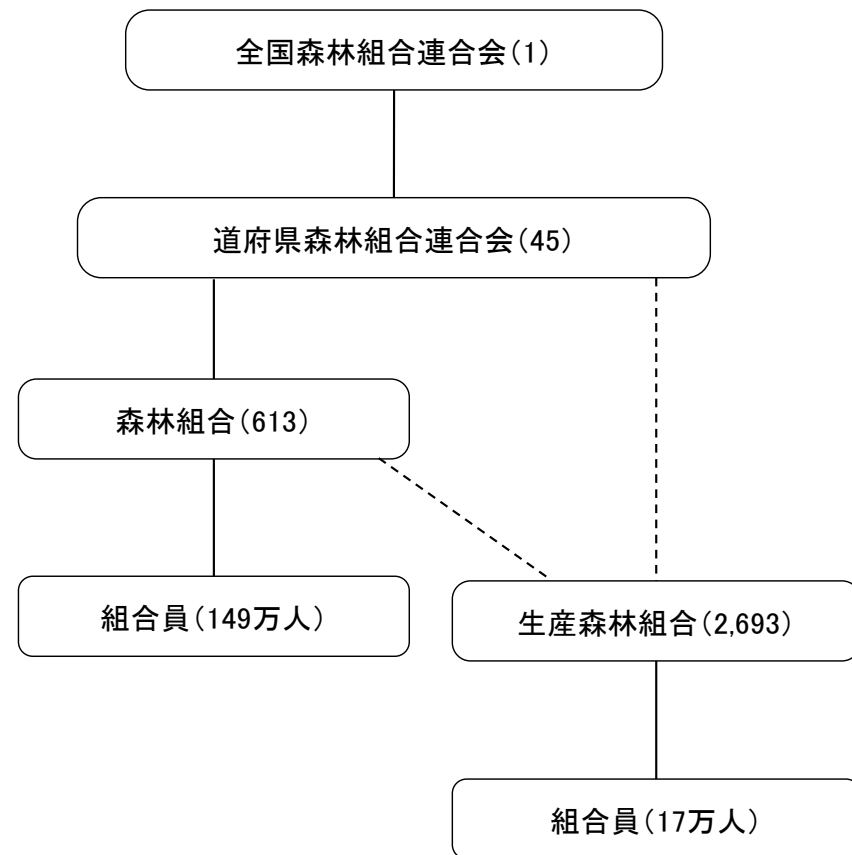 全国森林組合連合会(1)
道府県森林組合連合会(45)
森林組合(613)
組合員(149万人)
生産森林組合(2,693)
組合員(17万人)